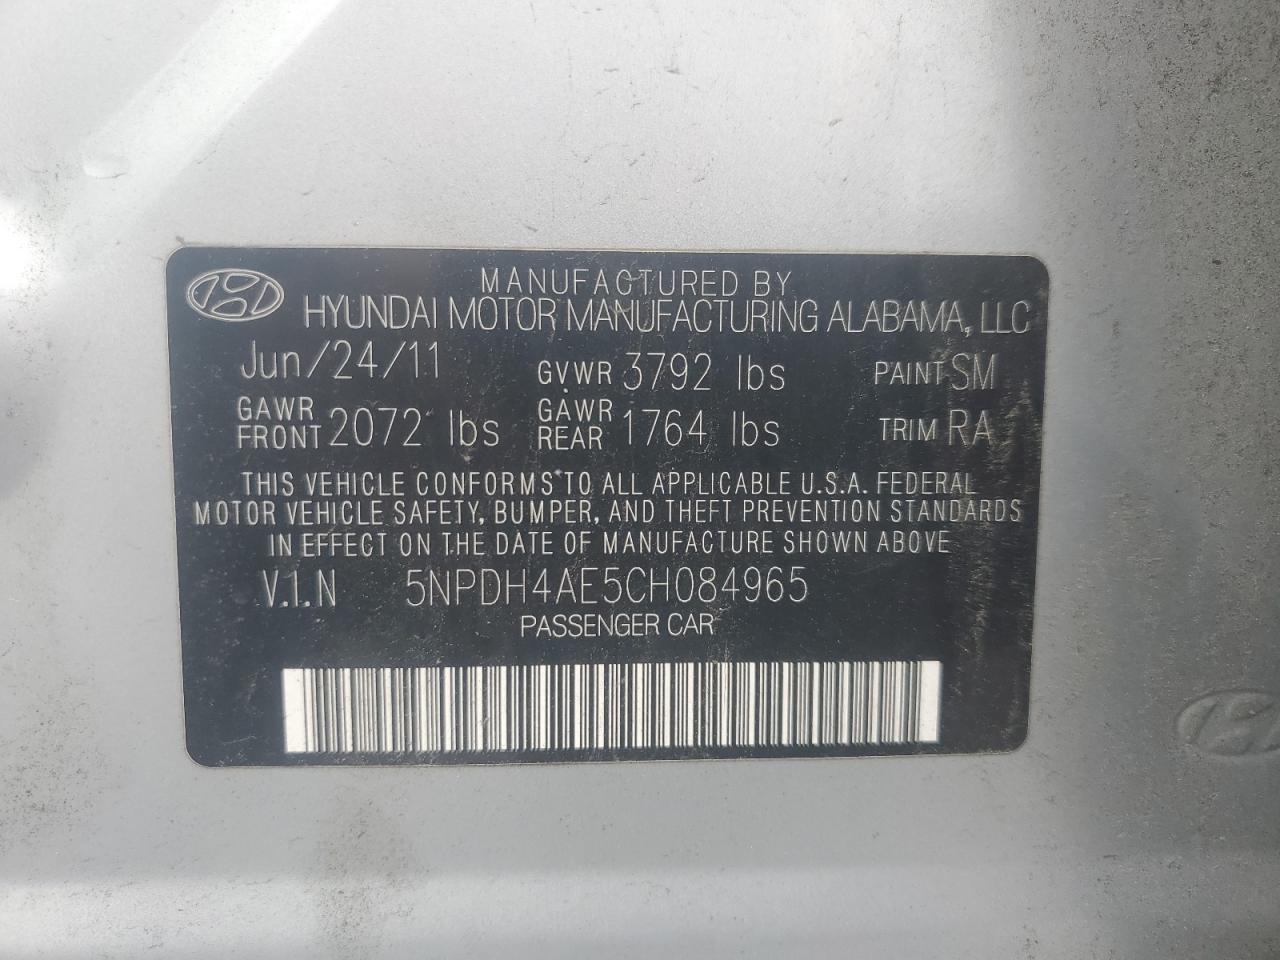 MANUFACTURED BY
HYUNDAI MOTOR MANUFACTURING ALABAMA, LLC
Jun/24/11 GVWR 3792 lbs PAINT SM
GAWR FRONT 2072 lbs GAWR REAR 1764 lbs TRIM RA
THIS VEHICLE CONFORMS TO ALL APPLICABLE U.S.A. FEDERAL
MOTOR VEHICLE SAFETY, BUMPER, AND THEFT PREVENTION STANDARDS
IN EFFECT ON THE DATE OF MANUFACTURE SHOWN ABOVE
V.I.N 5NPDH4AE5CH084965
PASSENGER CAR